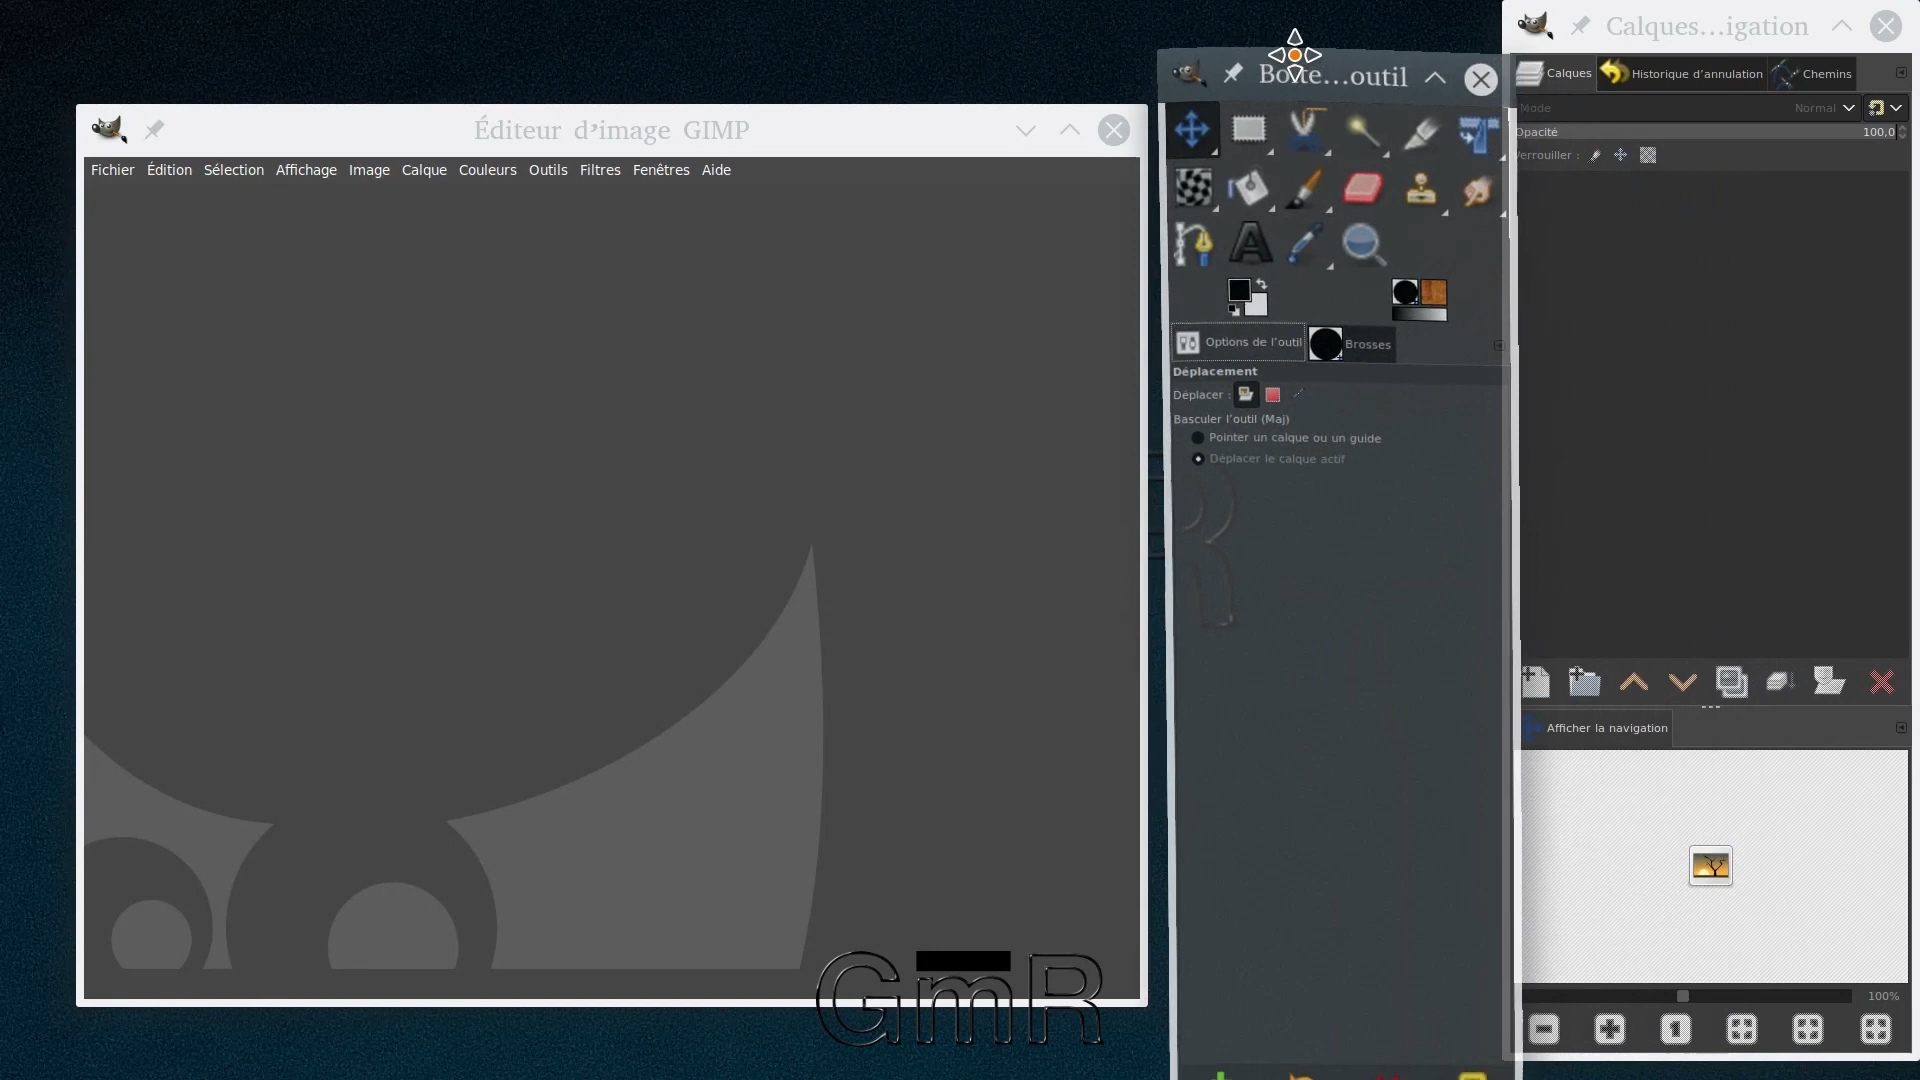 Éditeur d'image GIMP
Fichier Édition Sélection Affichage Image Calque Couleurs Outils Filtres Fenêtres Aide
GmR
Boîte…outil
Options de l'outil Brosses
Déplacement
Déplacer :
Basculer l'outil (Maj)
Pointer un calque ou un guide
Déplacer le calque actif
Calques…igation
Calques Historique d'annulation Chemins
Mode Normal
Opacité 100,0
errouiller :
Afficher la navigation
100%
1